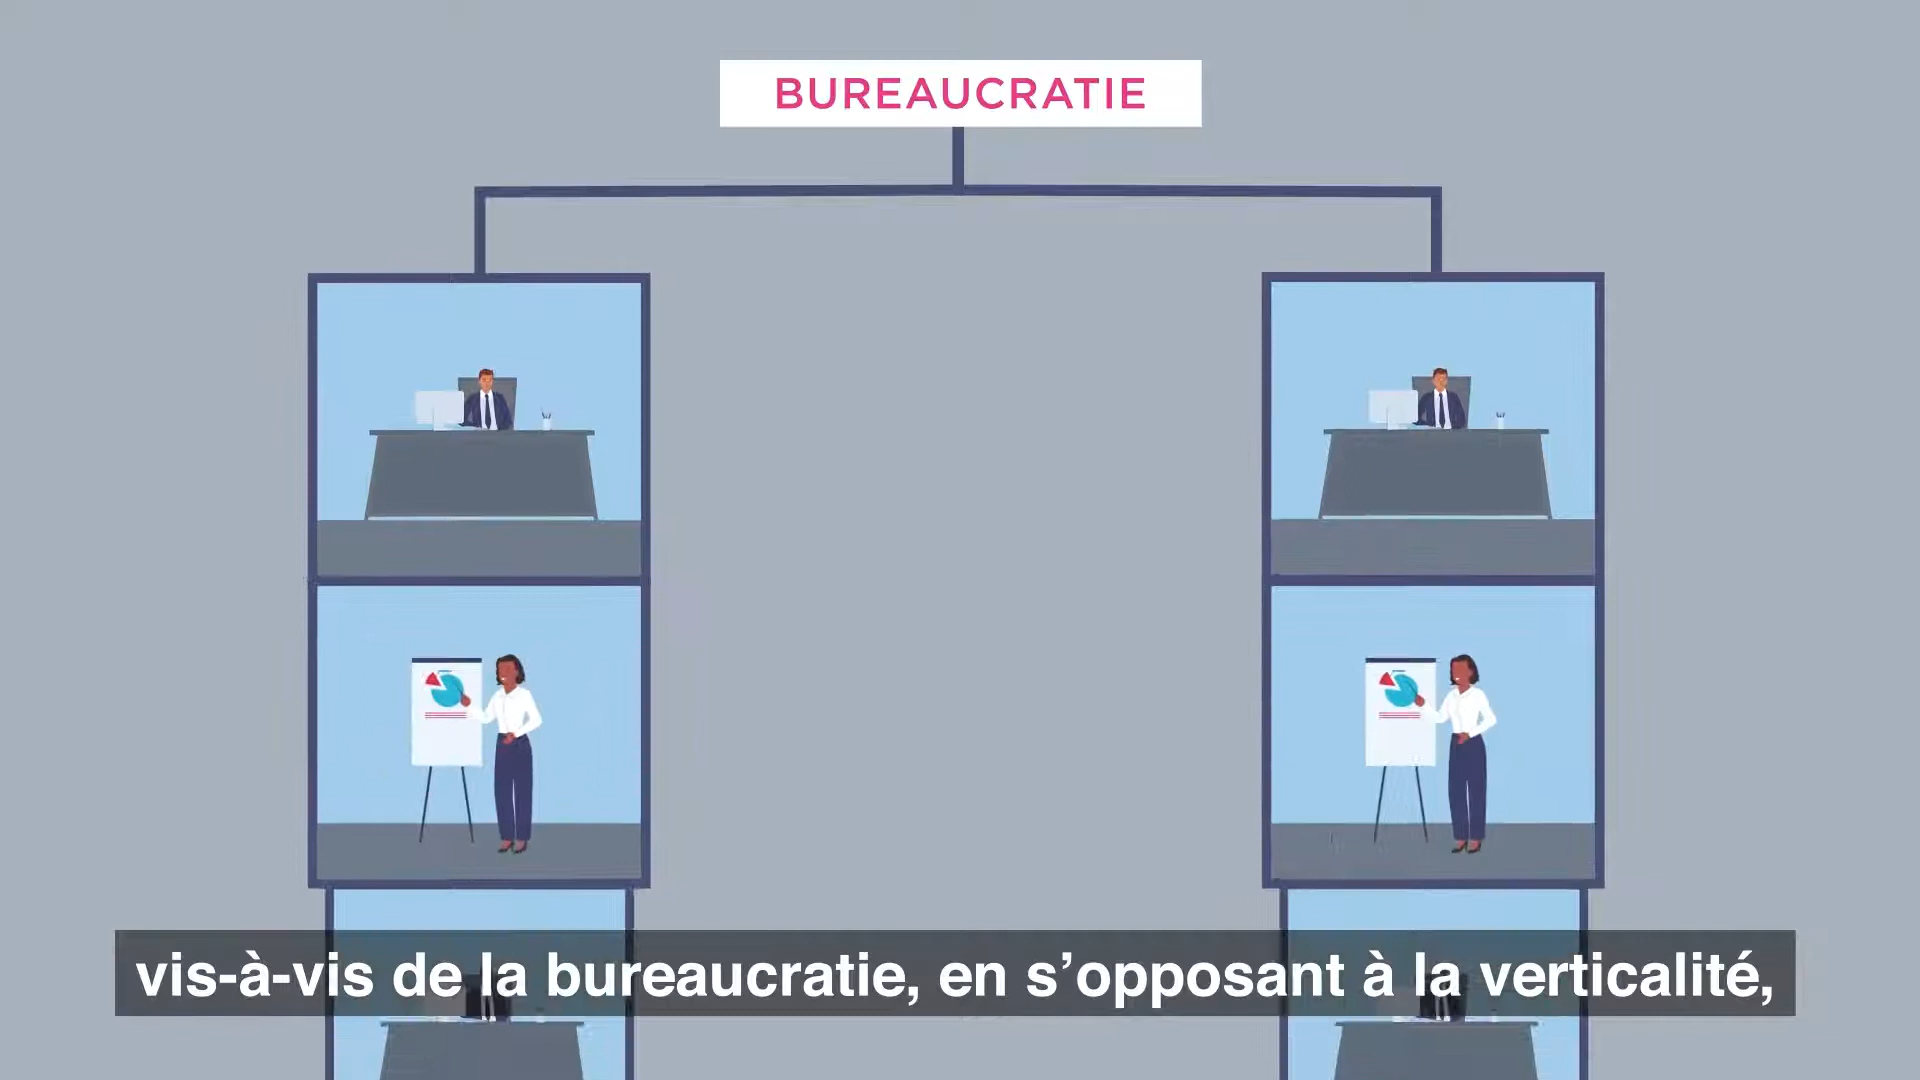 BUREAUCRATIE
vis-à-vis de la bureaucratie, en s’opposant à la verticalité,